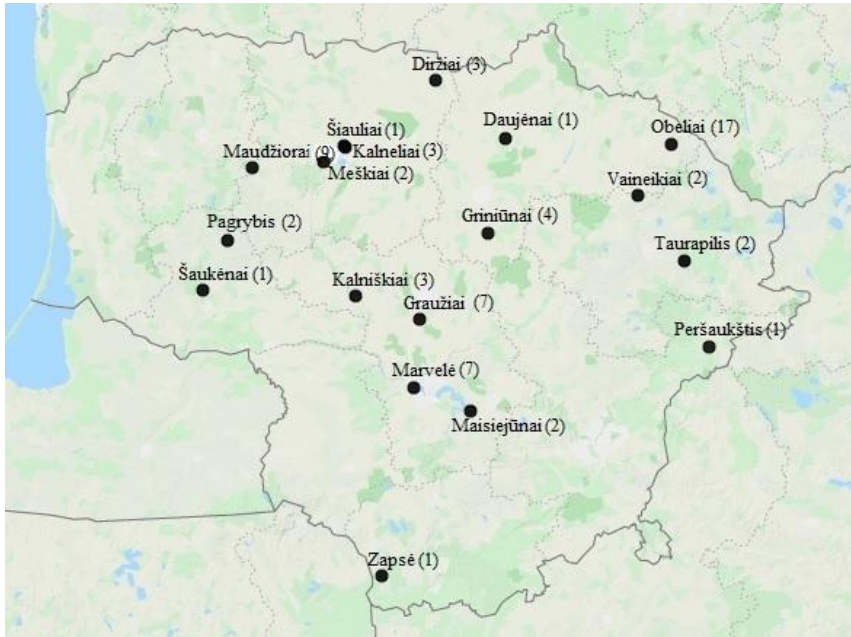 Diržiai (3)
Daujėnai (1)
Šiauliai (1)
Obeliai (17)
Maudžiorai (9)
Kalneliai (3)
Meškiai (2)
Vaineikiai (2)
Pagrybis (2)
Griniūnai (4)
Taurapilis (2)
Šaukėnai (1)
Kalniškiai (3)
Graužiai (7)
Peršaukštis (1)
Marvelė (7)
Maisiejūnai (2)
Zapsė (1)